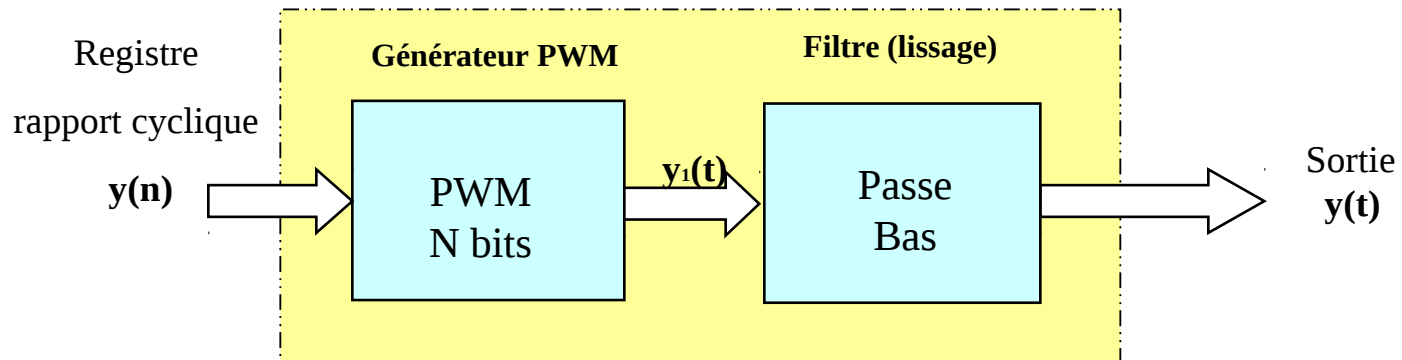 Registre
rapport cyclique
y(n)
Générateur PWM
PWM
N bits
y₁(t)
Filtre (lissage)
Passe
Bas
Sortie
y(t)